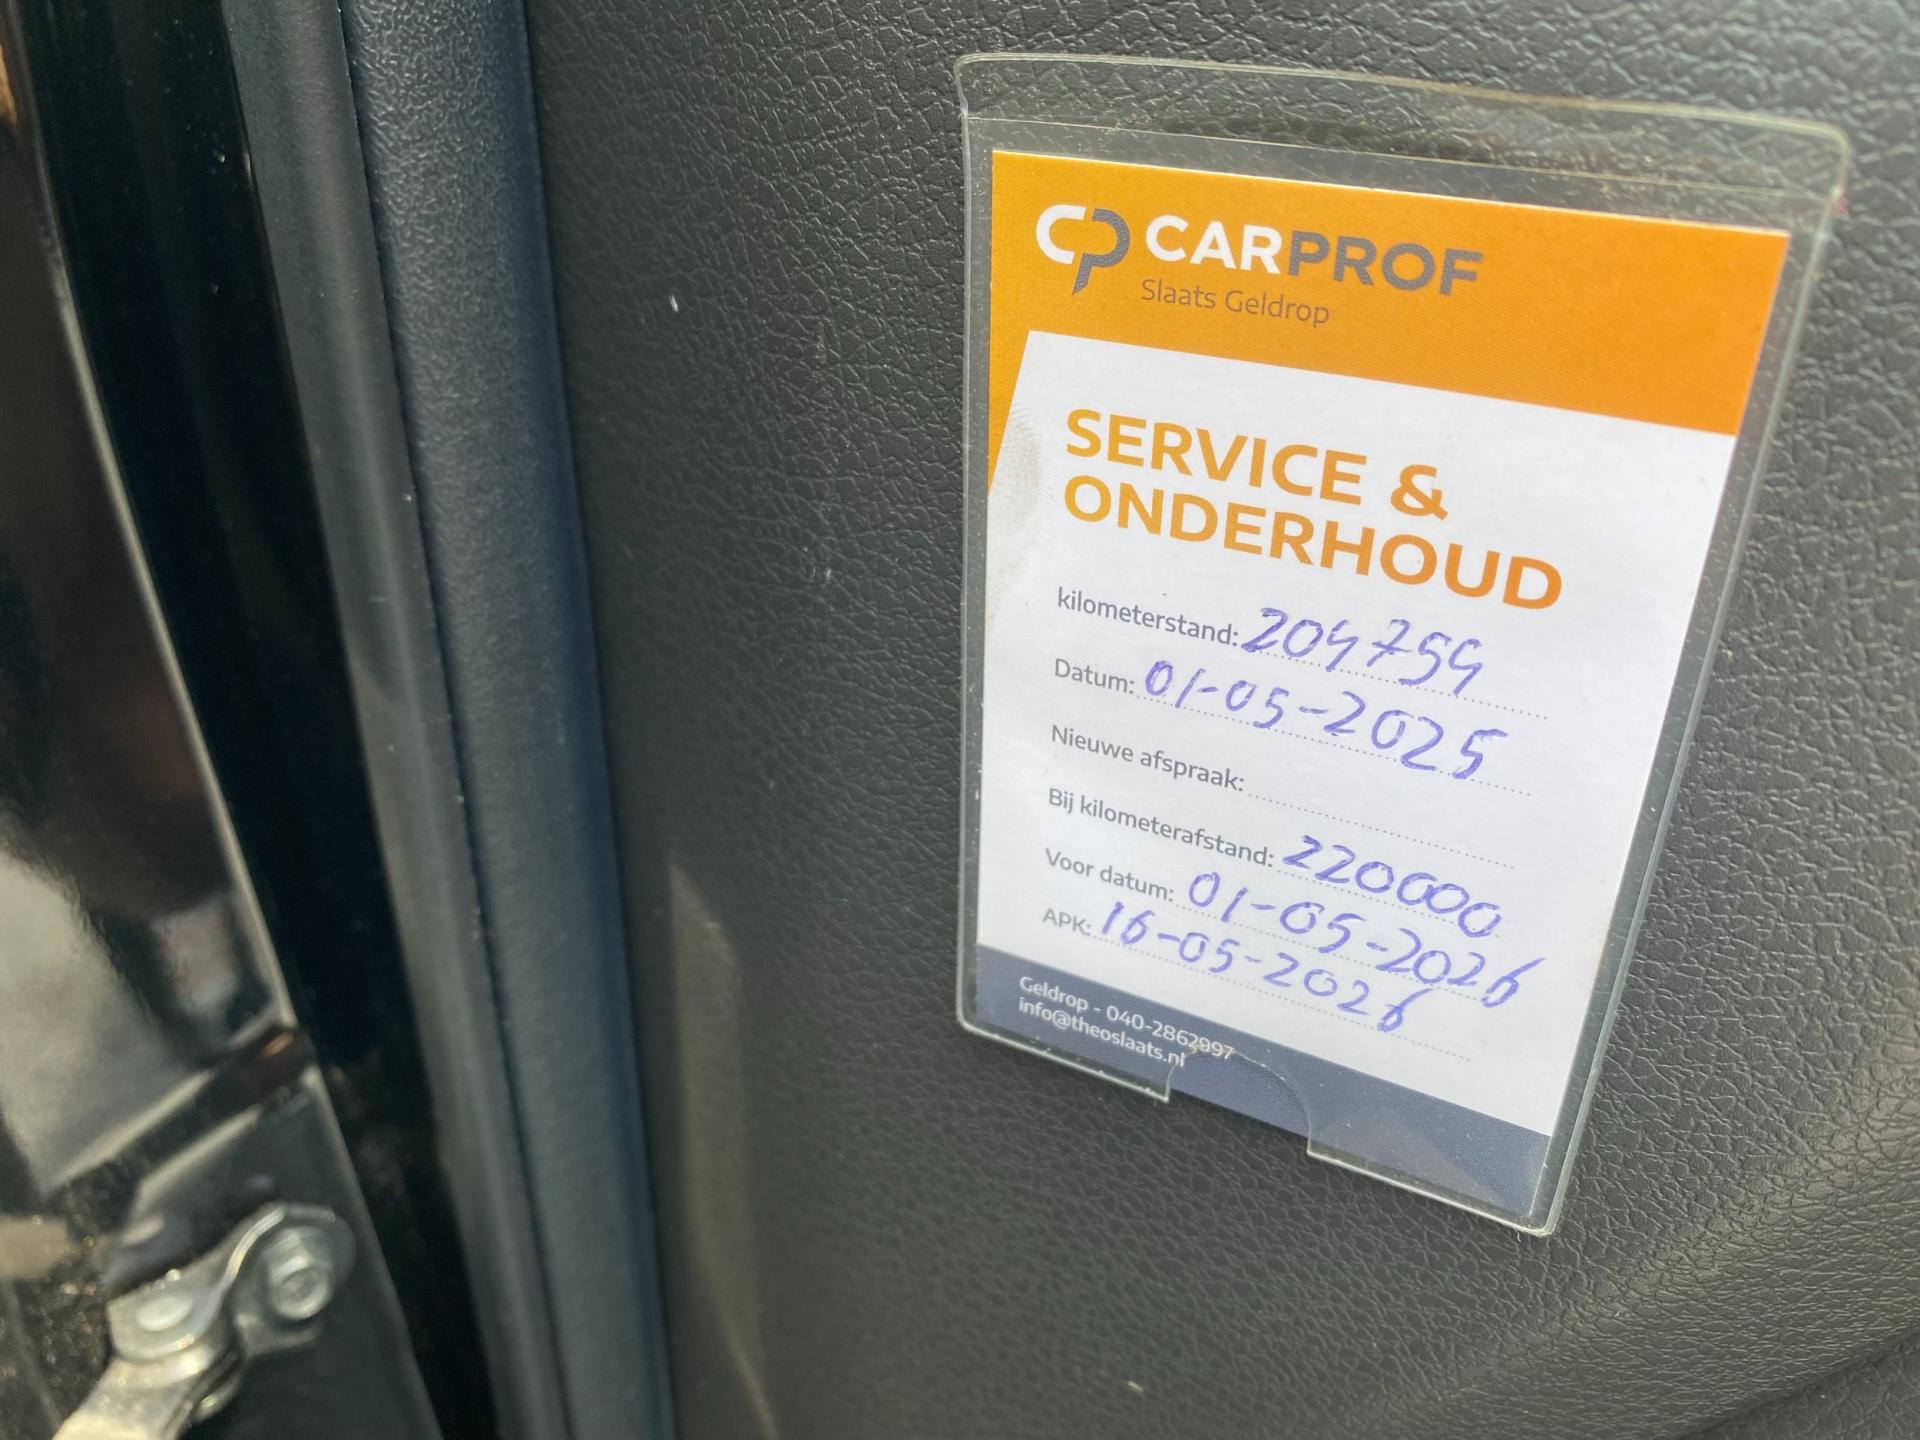 CP CARPROF
Slaats Geldrop
SERVICE &
ONDERHOUD
kilometerstand: 204759
Datum: 01-05-2025
Nieuwe afspraak:
Bij kilometerafstand: 220000
Voor datum: 01-05-2026
APK: 16-05-2026
Geldrop - 040-2862997
info@theoslaats.nl